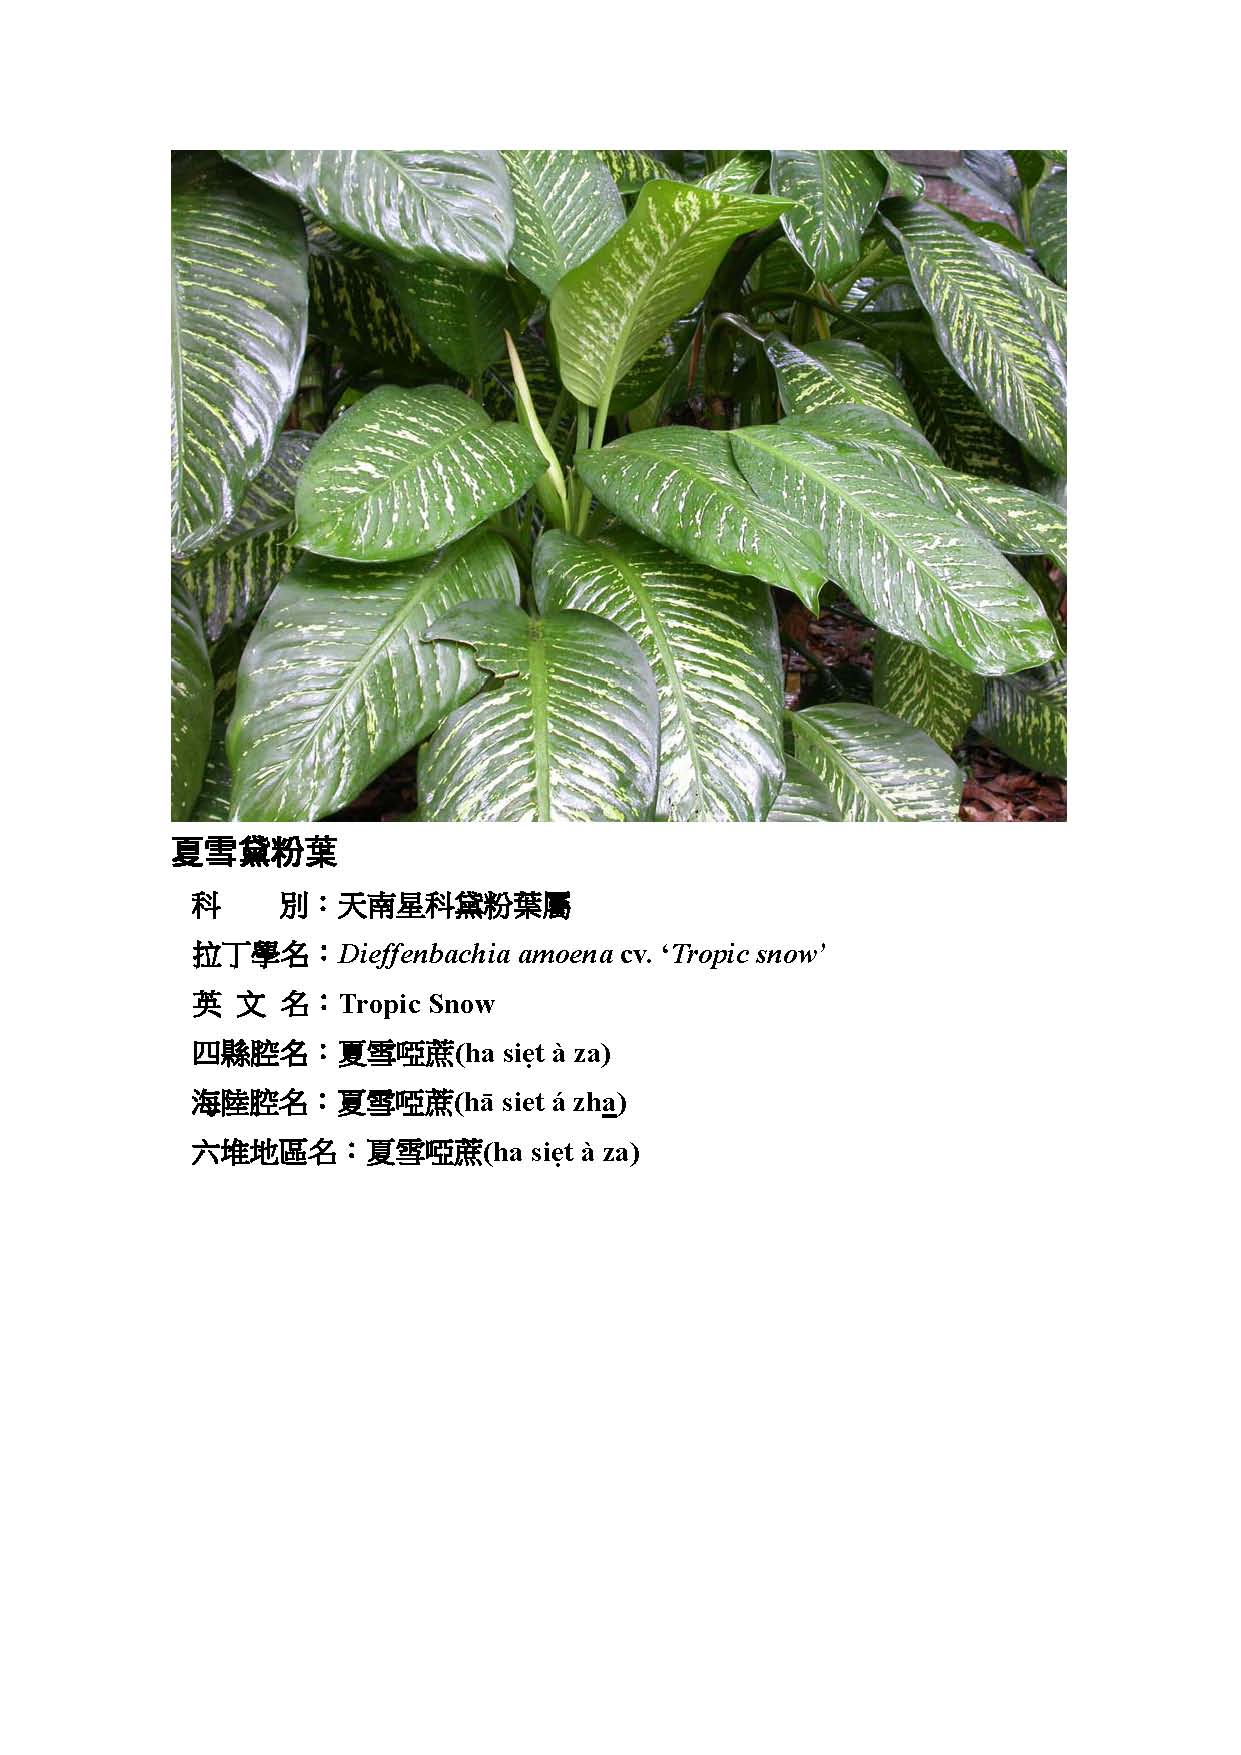 夏雪黛粉葉
科　　別：天南星科黛粉葉屬
拉丁學名：Dieffenbachia amoena cv. ‘Tropic snow’
英 文 名：Tropic Snow
四縣腔名：夏雪啞蔗(ha siẹt à za)
海陸腔名：夏雪啞蔗(hā siet á zha̲)
六堆地區名：夏雪啞蔗(ha siẹt à za)